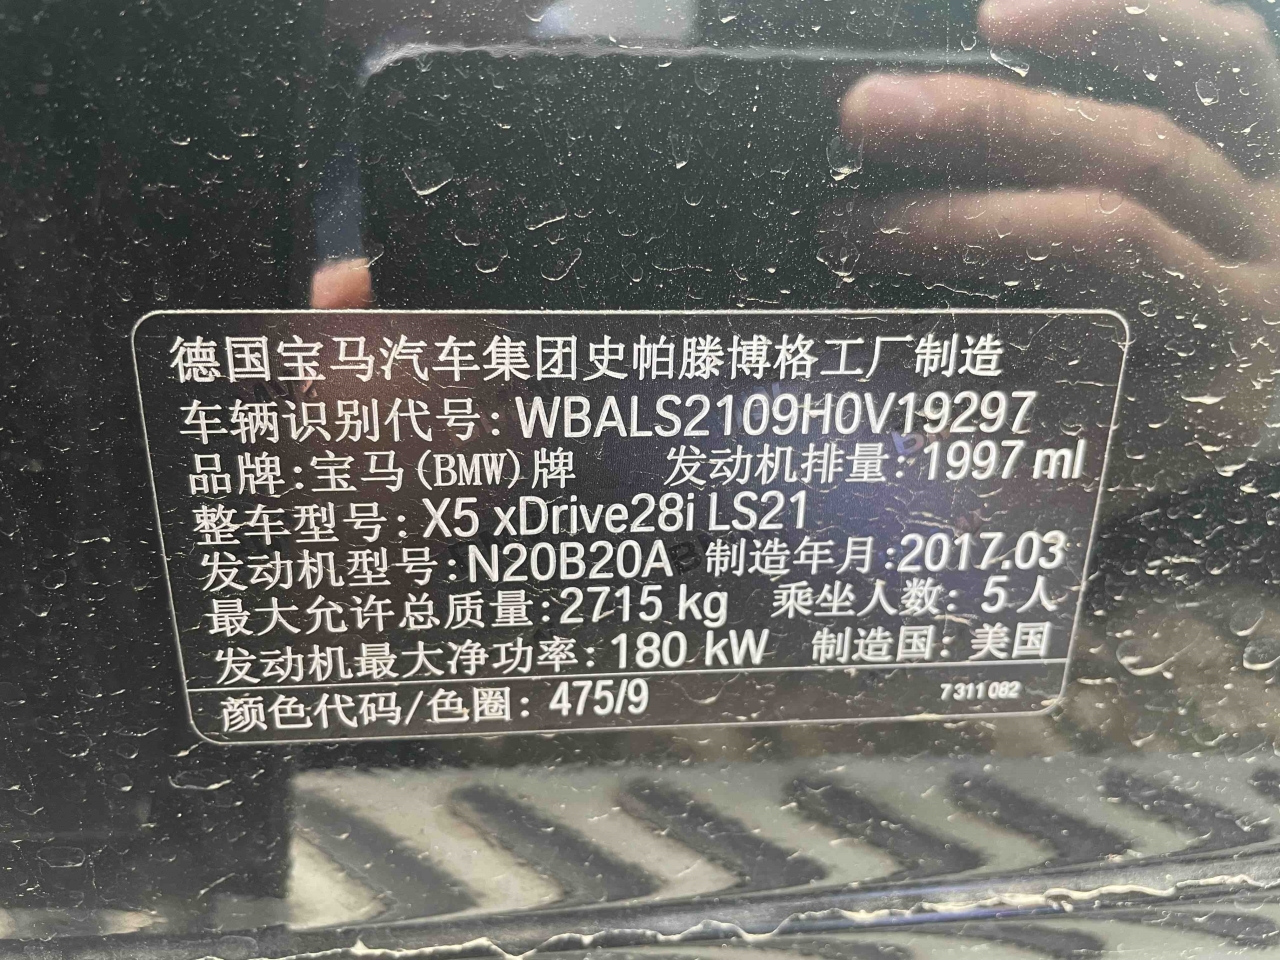 德国宝马汽车集团史帕滕博格工厂制造
车辆识别代号: WBALS2109H0V19297
品牌:宝马(BMW)牌 发动机排量: 1997 ml
整车型号: X5 xDrive28i LS21
发动机型号:N20B20A 制造年月:2017.03
最大允许总质量:2715 kg 乘坐人数: 5人
发动机最大净功率: 180 kW 制造国: 美国
颜色代码/色圈: 475/9 7 311 082